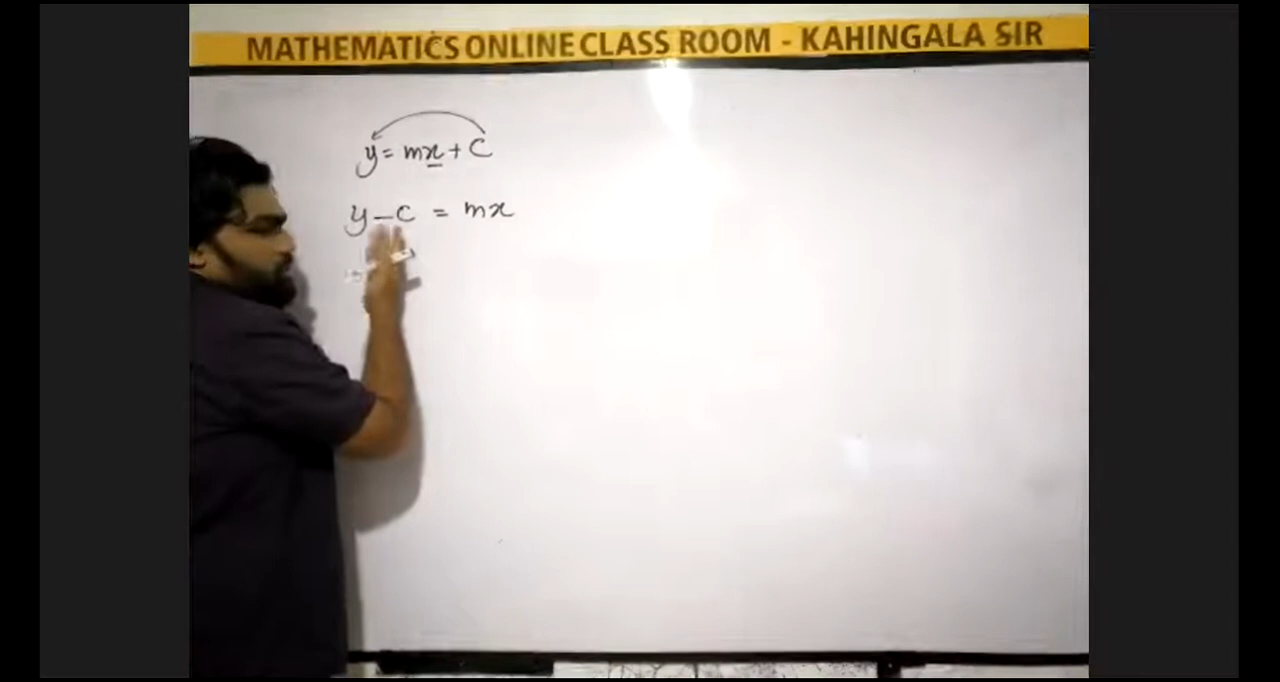 MATHEMATICS ONLINE CLASS ROOM - KAHINGALA SIR
y = mx + c
y - c = mx